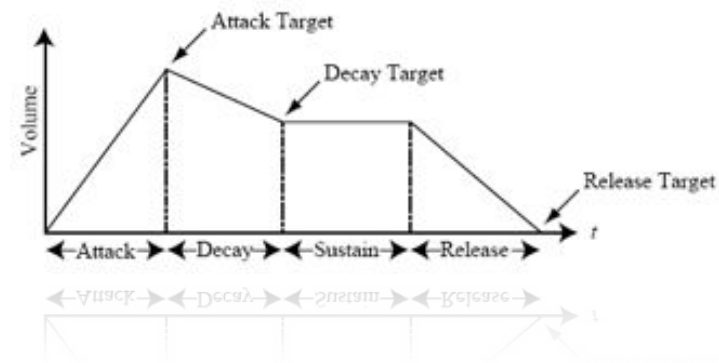 Attack Target
Decay Target
Volume
Release Target
t
Attack Decay Sustain Release